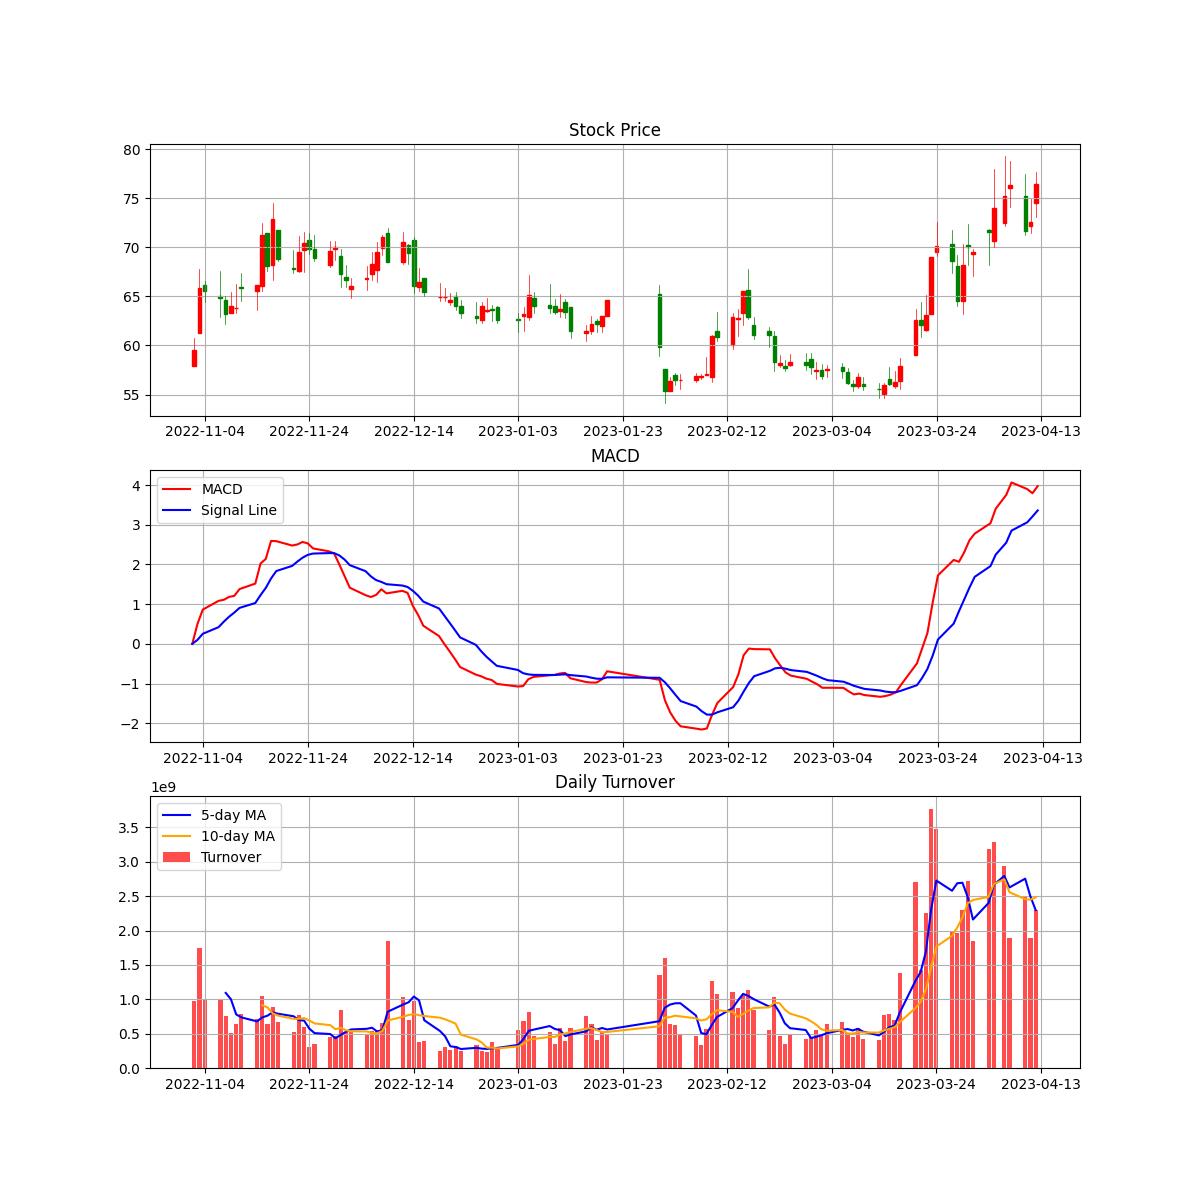 Stock Price
80
75
70
65
60
55
2022-11-04 2022-11-24 2022-12-14 2023-01-03 2023-01-23 2023-02-12 2023-03-04 2023-03-24 2023-04-13
MACD
MACD
Signal Line
4
3
2
1
0
−1
−2
2022-11-04 2022-11-24 2022-12-14 2023-01-03 2023-01-23 2023-02-12 2023-03-04 2023-03-24 2023-04-13
Daily Turnover
1e9
5-day MA
10-day MA
Turnover
3.5
3.0
2.5
2.0
1.5
1.0
0.5
0.0
2022-11-04 2022-11-24 2022-12-14 2023-01-03 2023-01-23 2023-02-12 2023-03-04 2023-03-24 2023-04-13